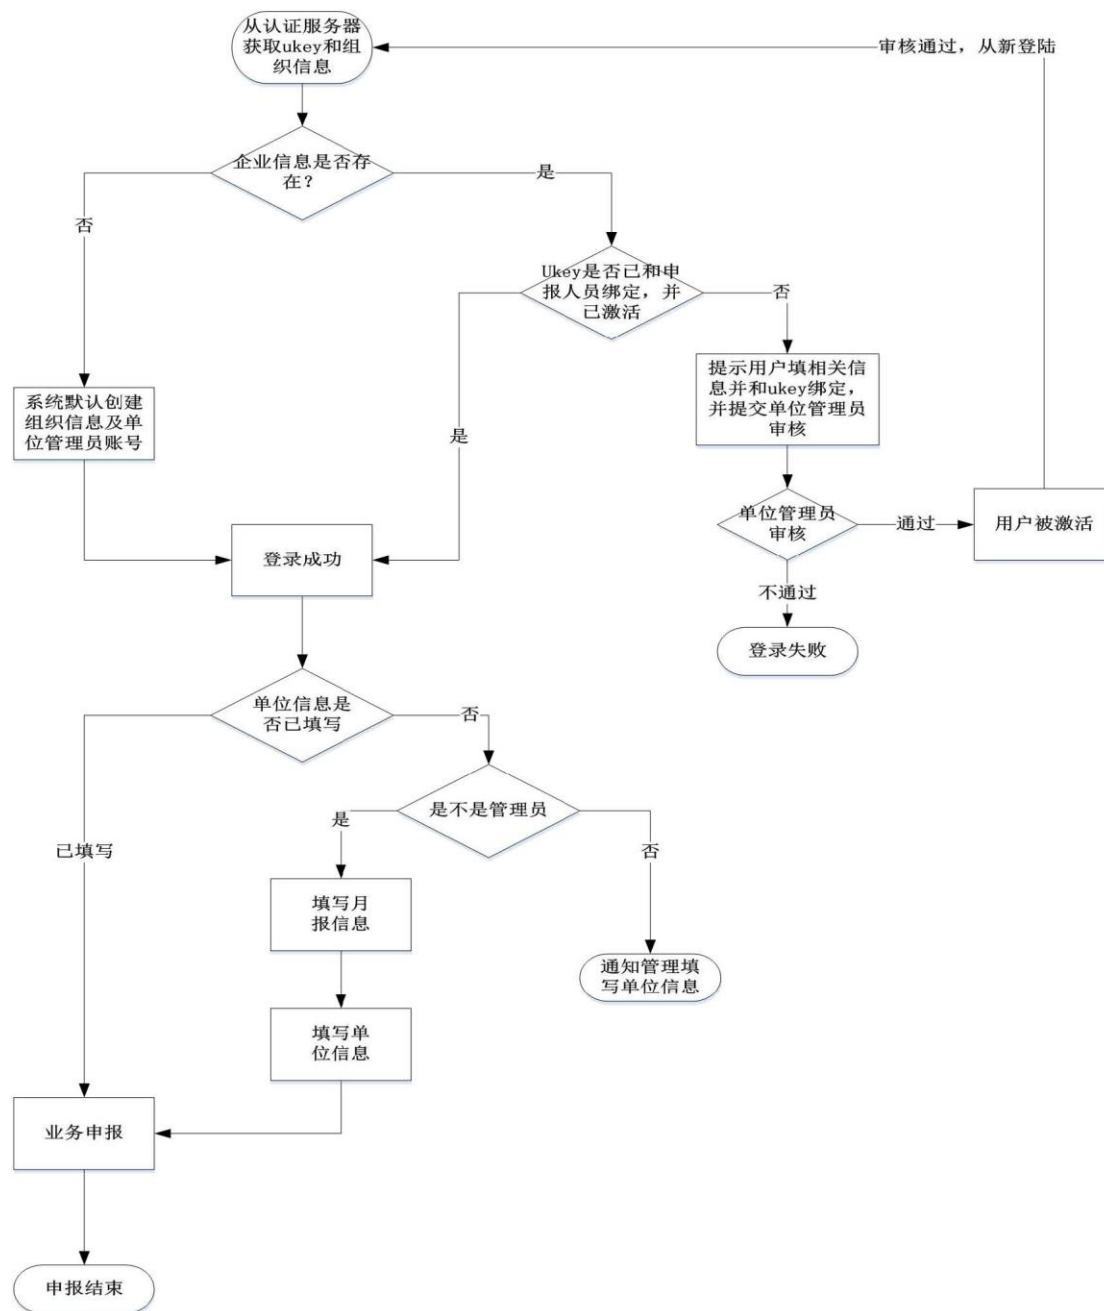 从认证服务器
获取ukey和组
织信息
审核通过，从新登陆
企业信息是否存
在？
是
否
Ukey是否已和申
报人员绑定，并
已激活
否
提示用户填相关信
息并和ukey绑定，
并提交单位管理员
审核
系统默认创建
组织信息及单
位管理员账号
是
单位管理员
审核
通过
用户被激活
登录成功
不通过
登录失败
单位信息是
否已填写
否
是不是管理员
是
否
已填写
填写月
报信息
通知管理填
写单位信息
填写单
位信息
业务申报
申报结束